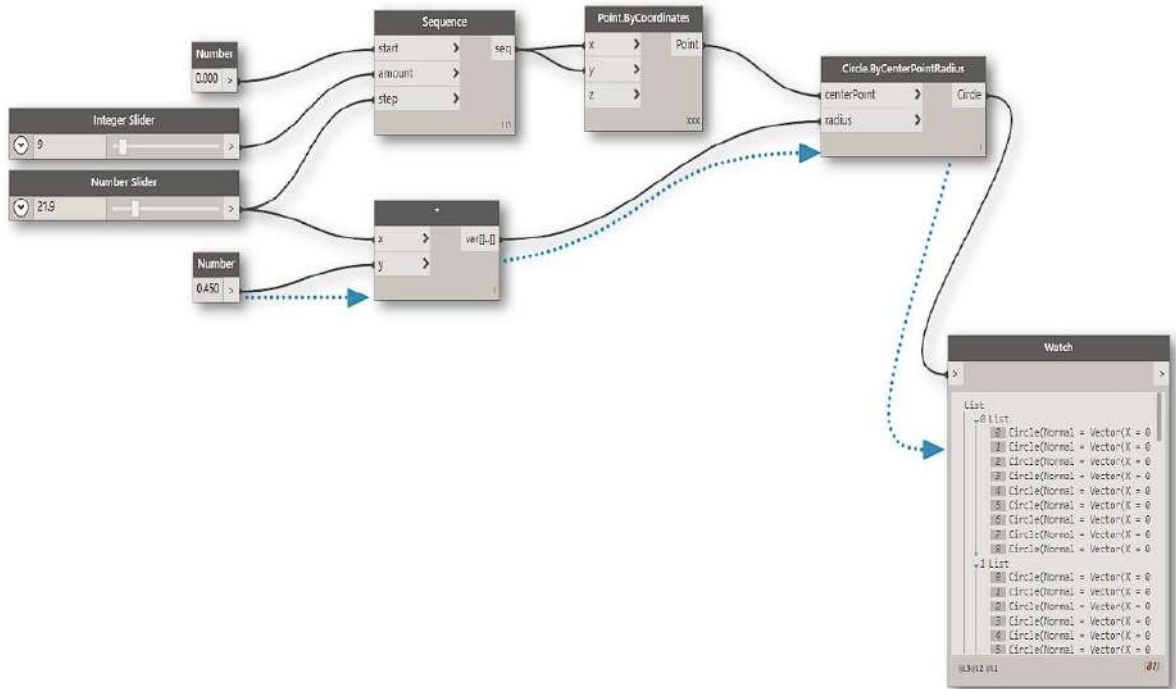 Number
0.000 >
Integer Slider
9 >
Number Slider
21.9 >
Number
0.450 >
Sequence
start > seq
amount >
step >
Point.ByCoordinates
x > Point
y >
z >
xxx
*
x > var[]..[]
y >
Circle.ByCenterPointRadius
centerPoint > Circle
radius >
Watch
> >
List
0 List
0 Circle(Normal = Vector(X = 0
1 Circle(Normal = Vector(X = 0
2 Circle(Normal = Vector(X = 0
3 Circle(Normal = Vector(X = 0
4 Circle(Normal = Vector(X = 0
5 Circle(Normal = Vector(X = 0
6 Circle(Normal = Vector(X = 0
7 Circle(Normal = Vector(X = 0
8 Circle(Normal = Vector(X = 0
1 List
0 Circle(Normal = Vector(X = 0
1 Circle(Normal = Vector(X = 0
2 Circle(Normal = Vector(X = 0
3 Circle(Normal = Vector(X = 0
4 Circle(Normal = Vector(X = 0
5 Circle(Normal = Vector(X = 0
@L3 @L2 @L1 {81}